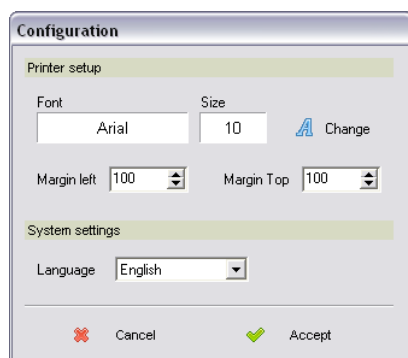 Configuration
Printer setup
Font Size
Arial 10 Change
Margin left 100 Margin Top 100
System settings
Language English
Cancel Accept